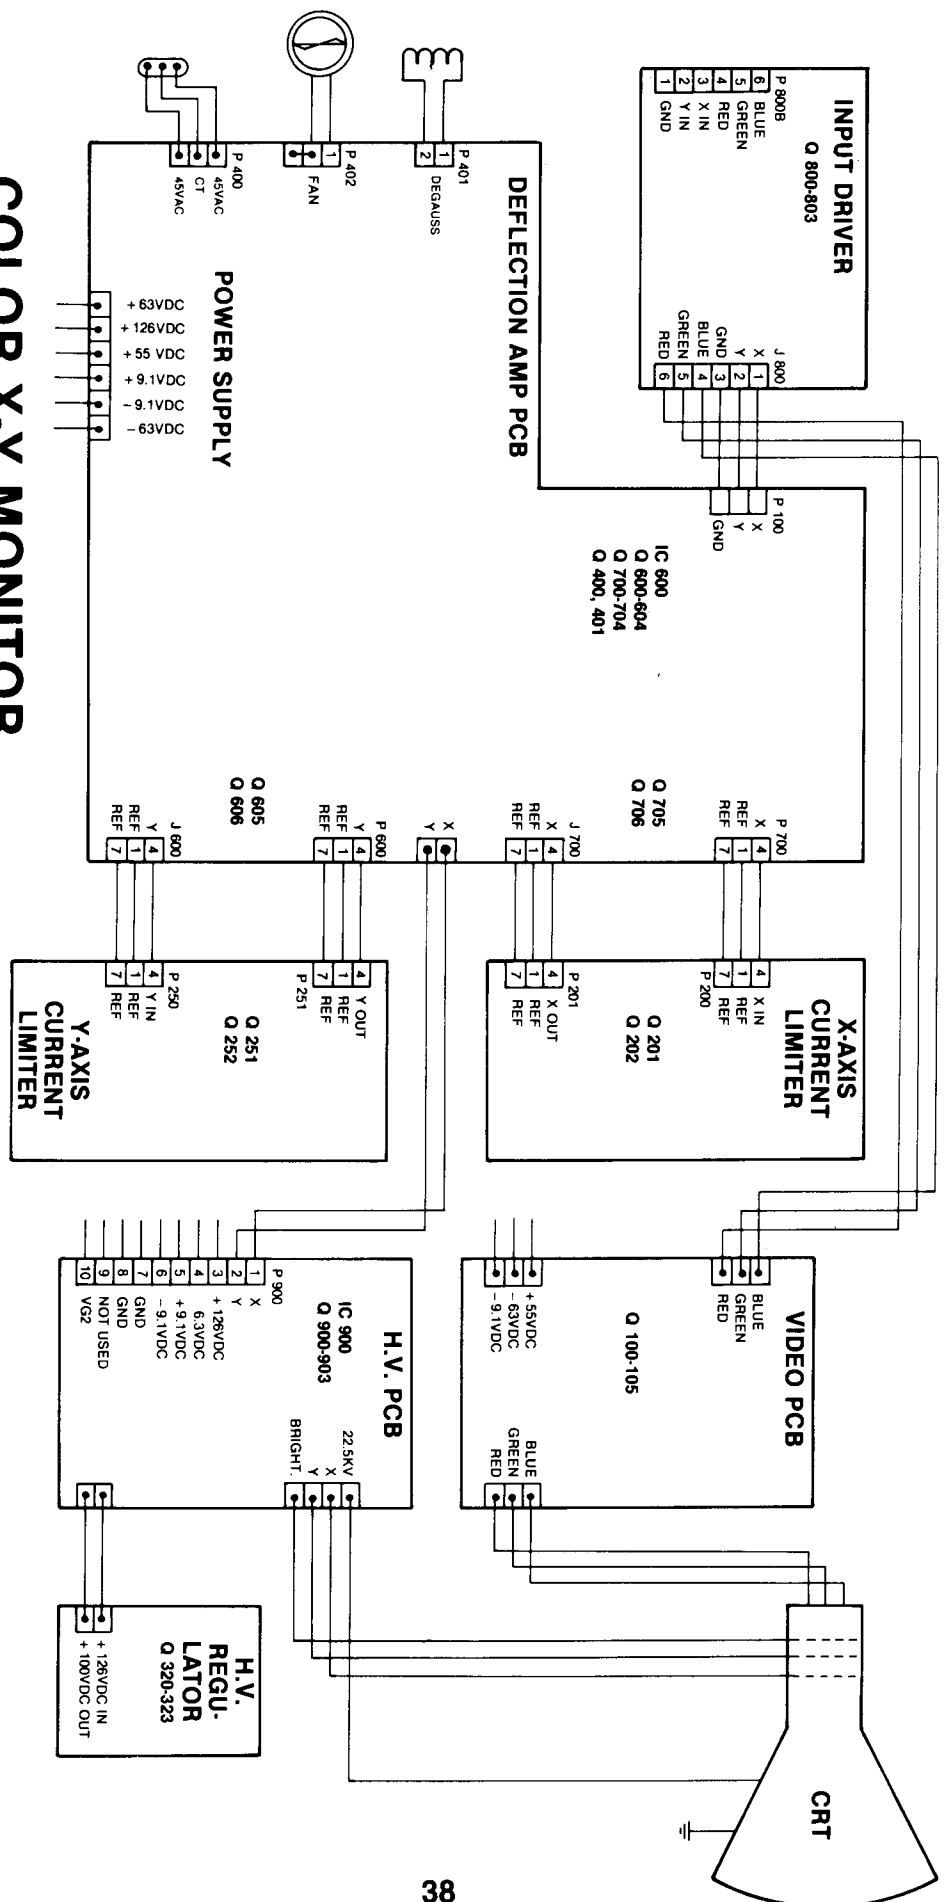 COLOR X-Y MONITOR
INPUT DRIVER
Q 800-803
P 800B
6 BLUE
5 GREEN
4 RED
3 X IN
2 Y IN
1 GND
J 800
X 1
Y 2
GND 3
BLUE 4
GREEN 5
RED 6
DEFLECTION AMP PCB
P 401
1
2
DEGAUSS
P 402
1
FAN
P 400
45VAC
CT
45VAC
POWER SUPPLY
+ 63VDC
+ 126VDC
+ 55 VDC
+ 9.1VDC
- 9.1VDC
- 63VDC
P 100
X
Y
GND
IC 600
Q 600-604
Q 700-704
Q 400, 401
Q 705
Q 706
P 700
X 4
REF 1
REF 7
J 700
X 4
REF 1
REF 7
X
Y
Q 605
Q 606
P 600
Y 4
REF 1
REF 7
J 600
Y 4
REF 1
REF 7
X-AXIS
CURRENT
LIMITER
P 200
4 X IN
1 REF
7 REF
Q 201
Q 202
P 201
4 X OUT
1 REF
7 REF
Y-AXIS
CURRENT
LIMITER
P 251
4 Y OUT
1 REF
7 REF
Q 251
Q 252
P 250
4 Y IN
1 REF
7 REF
VIDEO PCB
BLUE
GREEN
RED
Q 100-105
+ 55VDC
- 63VDC
- 9.1VDC
BLUE
GREEN
RED
H.V. PCB
IC 900
Q 900-903
P 900
1 X
2 Y
3 + 126VDC
4 6.3VDC
5 + 9.1VDC
6 - 9.1VDC
7 GND
8 GND
9 NOT USED
10 VG2
22.5KV
X
Y
BRIGHT.
H.V.
REGU-
LATOR
Q 320-323
+ 126VDC IN
+ 100VDC OUT
CRT
38